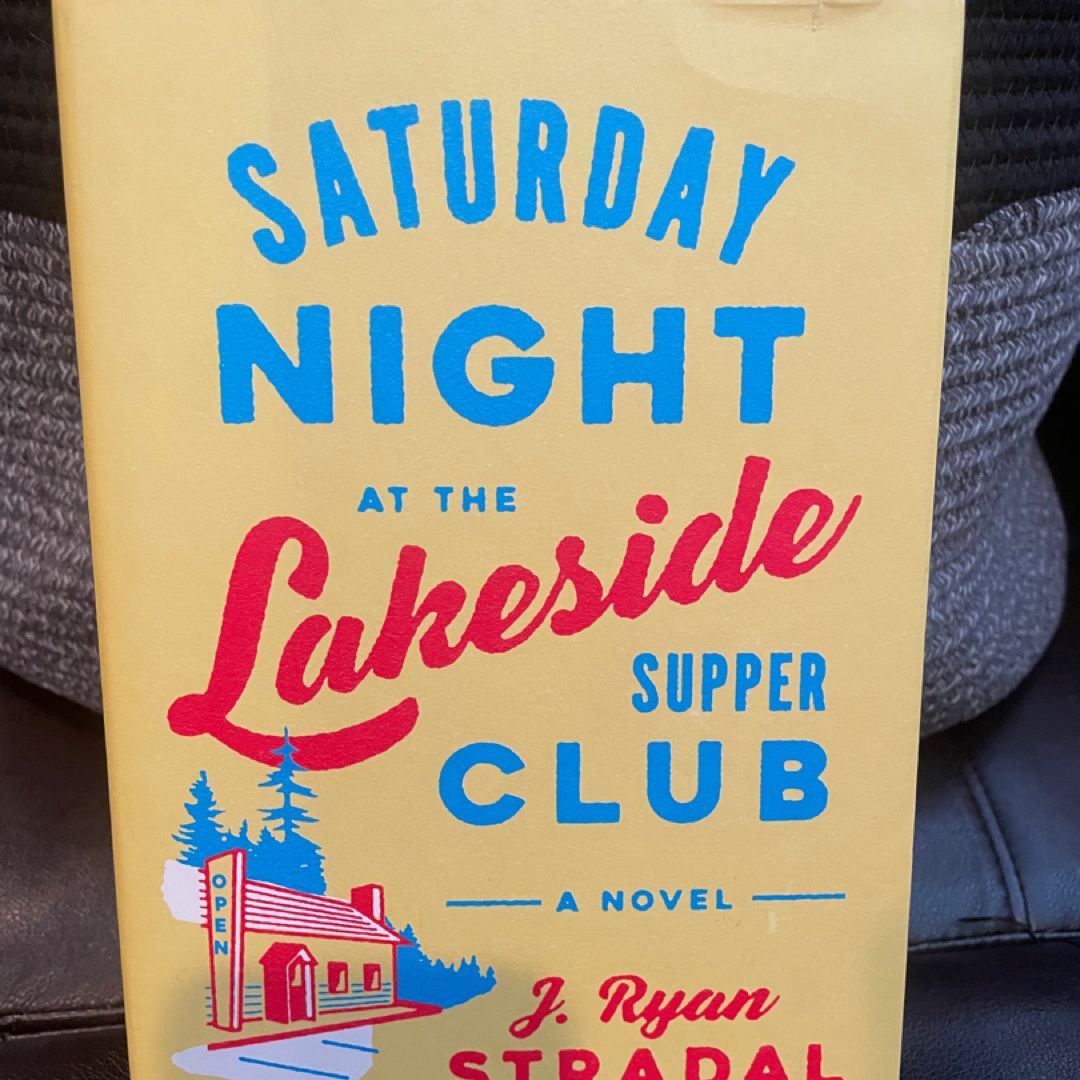 SATURDAY
NIGHT
AT THE
Lakeside
SUPPER
CLUB
A NOVEL
OPEN
J. Ryan
STRADAL